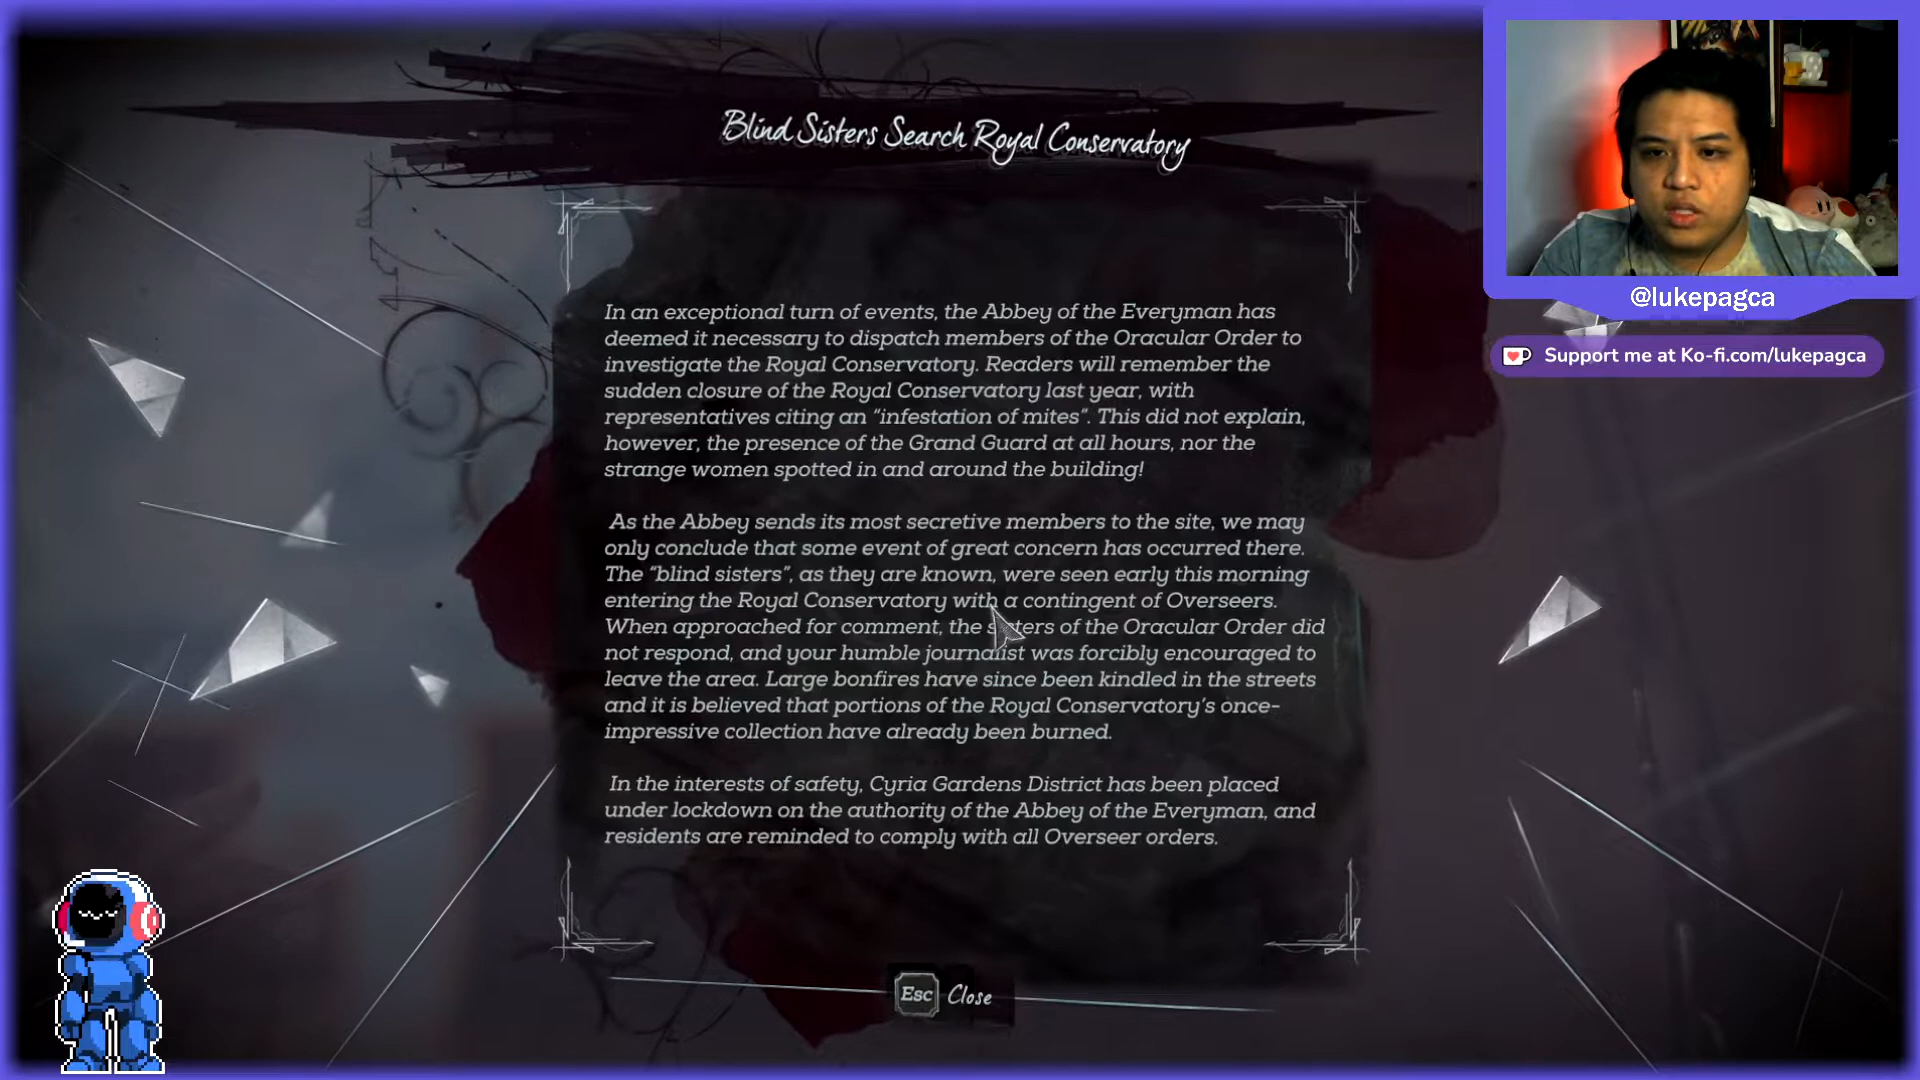 Blind Sisters Search Royal Conservatory
@lukepagca
Support me at Ko-fi.com/lukepagca
In an exceptional turn of events, the Abbey of the Everyman has
deemed it necessary to dispatch members of the Oracular Order to
investigate the Royal Conservatory. Readers will remember the
sudden closure of the Royal Conservatory last year, with
representatives citing an "infestation of mites". This did not explain,
however, the presence of the Grand Guard at all hours, nor the
strange women spotted in and around the building!
As the Abbey sends its most secretive members to the site, we may
only conclude that some event of great concern has occurred there.
The "blind sisters", as they are known, were seen early this morning
entering the Royal Conservatory with a contingent of Overseers.
When approached for comment, the sisters of the Oracular Order did
not respond, and your humble journalist was forcibly encouraged to
leave the area. Large bonfires have since been kindled in the streets
and it is believed that portions of the Royal Conservatory's once-
impressive collection have already been burned.
In the interests of safety, Cyria Gardens District has been placed
under lockdown on the authority of the Abbey of the Everyman, and
residents are reminded to comply with all Overseer orders.
Esc Close